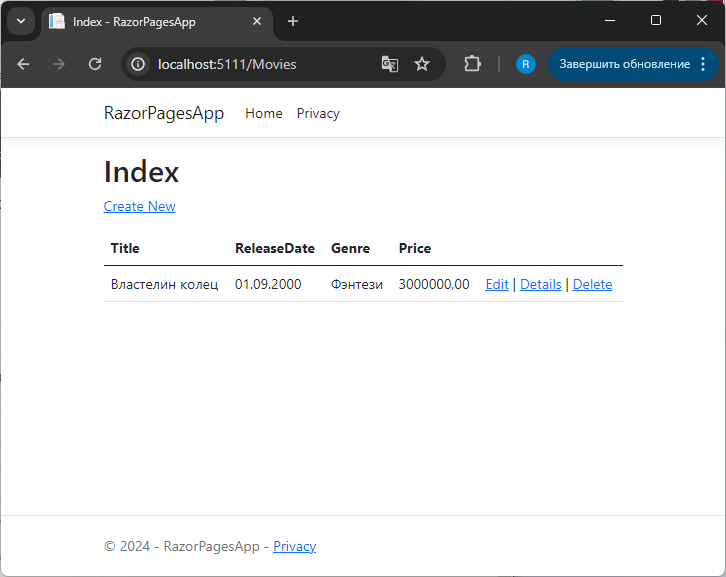 Index - RazorPagesApp
localhost:5111/Movies
R
Завершить обновление
RazorPagesApp Home Privacy
Index
Create New
Title ReleaseDate Genre Price
Властелин колец 01.09.2000 Фэнтези 3000000,00 Edit | Details | Delete
© 2024 - RazorPagesApp - Privacy